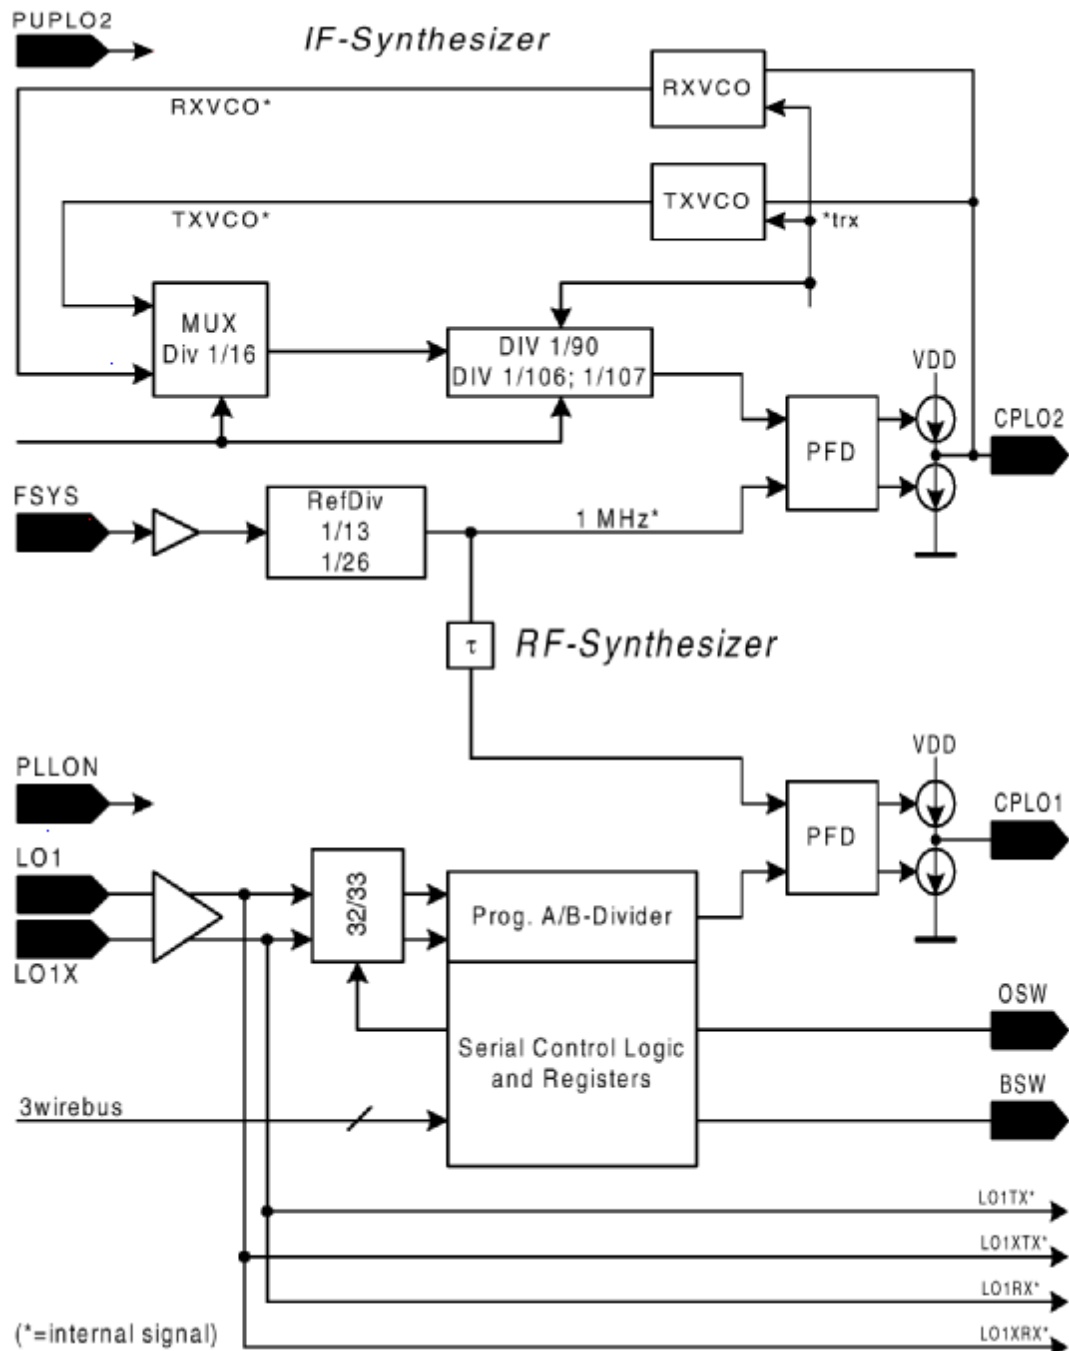 PUPLO2
IF-Synthesizer
RXVCO
RXVCO*
TXVCO
TXVCO*
*trx
MUX
Div 1/16
DIV 1/90
DIV 1/106; 1/107
VDD
CPLO2
PFD
FSYS
RefDiv
1/13
1/26
1 MHz*
τ
RF-Synthesizer
PLLON
VDD
CPLO1
PFD
LO1
LO1X
32/33
Prog. A/B-Divider
Serial Control Logic
and Registers
OSW
BSW
3wirebus
LO1TX*
LO1XTX*
LO1RX*
LO1XRX*
(*=internal signal)